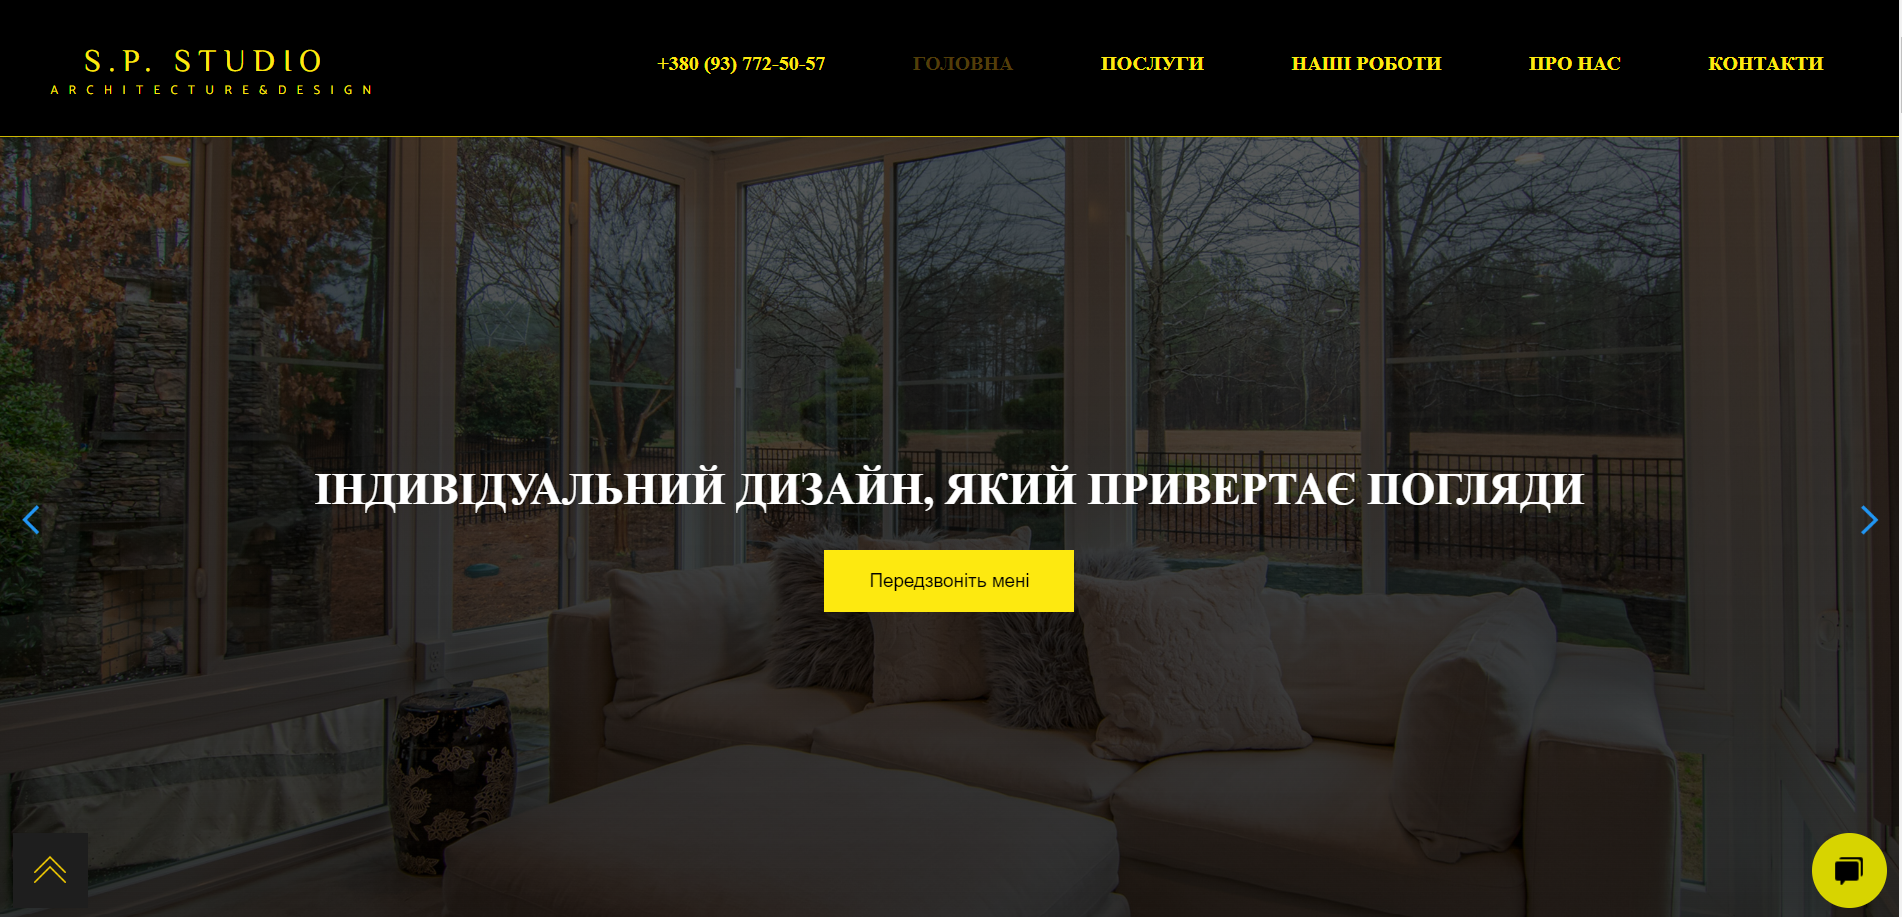 S.P. STUDIO
ARCHITECTURE&DESIGN
+380 (93) 772-50-57
ГОЛОВНА
ПОСЛУГИ
НАШІ РОБОТИ
ПРО НАС
КОНТАКТИ
ІНДИВІДУАЛЬНИЙ ДИЗАЙН, ЯКИЙ ПРИВЕРТАЄ ПОГЛЯДИ
Передзвоніть мені